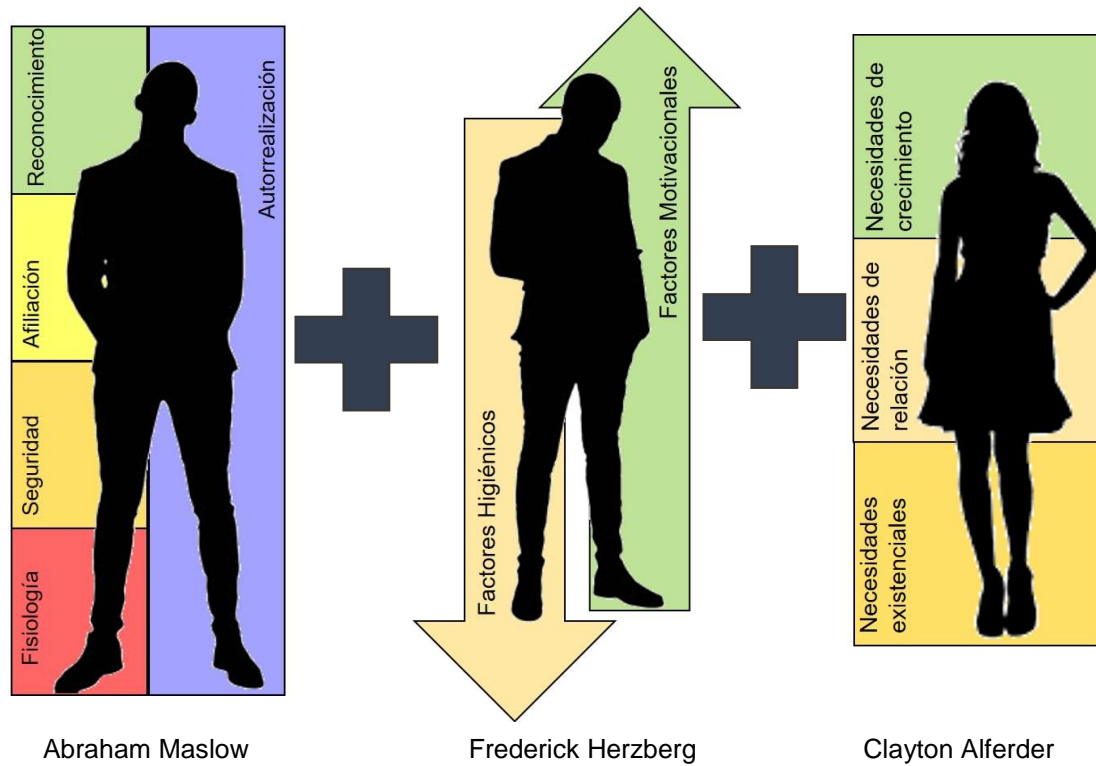 Reconocimiento
Afiliación
Seguridad
Fisiología
Autorrealización
Factores Higiénicos
Factores Motivacionales
Necesidades de
crecimiento
Necesidades de
relación
Necesidades
existenciales
Abraham Maslow
Frederick Herzberg
Clayton Alferder